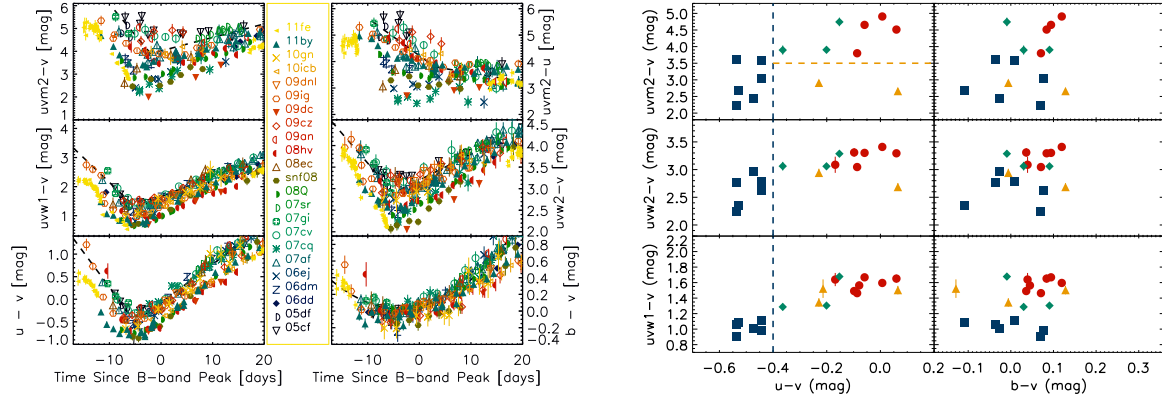 uvm2-v [mag]
6
5
4
3
2
1
uvw1-v [mag]
4
3
2
1
u - v [mag]
1.0
0.5
0.0
-0.5
-1.0
-10
0
10
20
Time Since B-band Peak [days]
11fe
11by
10gn
10icb
09dnl
09ig
09dc
09cz
09an
08hv
08ec
snf08
08Q
07sr
07gi
07cv
07cq
07af
06ej
06dm
06dd
05df
05cf
6
5
4
3
2
uvm2-u [mag]
4.5
4.0
3.5
3.0
2.5
2.0
uvw2-v [mag]
0.8
0.6
0.4
0.2
0.0
-0.2
-0.4
b - v [mag]
-10
0
10
20
Time Since B-band Peak [days]
uvm2-v (mag)
5.0
4.5
4.0
3.5
3.0
2.5
2.0
uvw2-v (mag)
4.0
3.5
3.0
2.5
2.0
uvw1-v (mag)
2.0
1.8
1.6
1.4
1.2
1.0
0.8
-0.6
-0.4
-0.2
0.0
0.2
u-v (mag)
-0.1
0.0
0.1
0.2
0.3
b-v (mag)